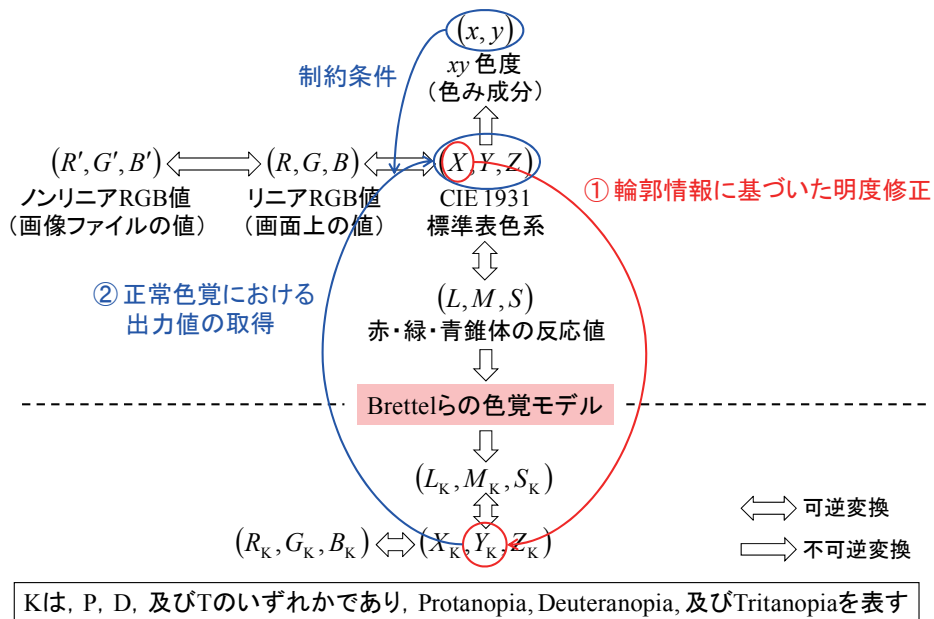 (x, y)
xy 色度
(色み成分)
制約条件
(R′, G′, B′)
(R, G, B)
(X, Y, Z)
ノンリニアRGB値
(画像ファイルの値)
リニアRGB値
(画面上の値)
CIE 1931
標準表色系
① 輪郭情報に基づいた明度修正
② 正常色覚における
出力値の取得
(L, M, S)
赤・緑・青錐体の反応値
Brettelらの色覚モデル
(L_K, M_K, S_K)
(R_K, G_K, B_K)
(X_K, Y_K, Z_K)
可逆変換
不可逆変換
Kは, P, D, 及びTのいずれかであり, Protanopia, Deuteranopia, 及びTritanopiaを表す